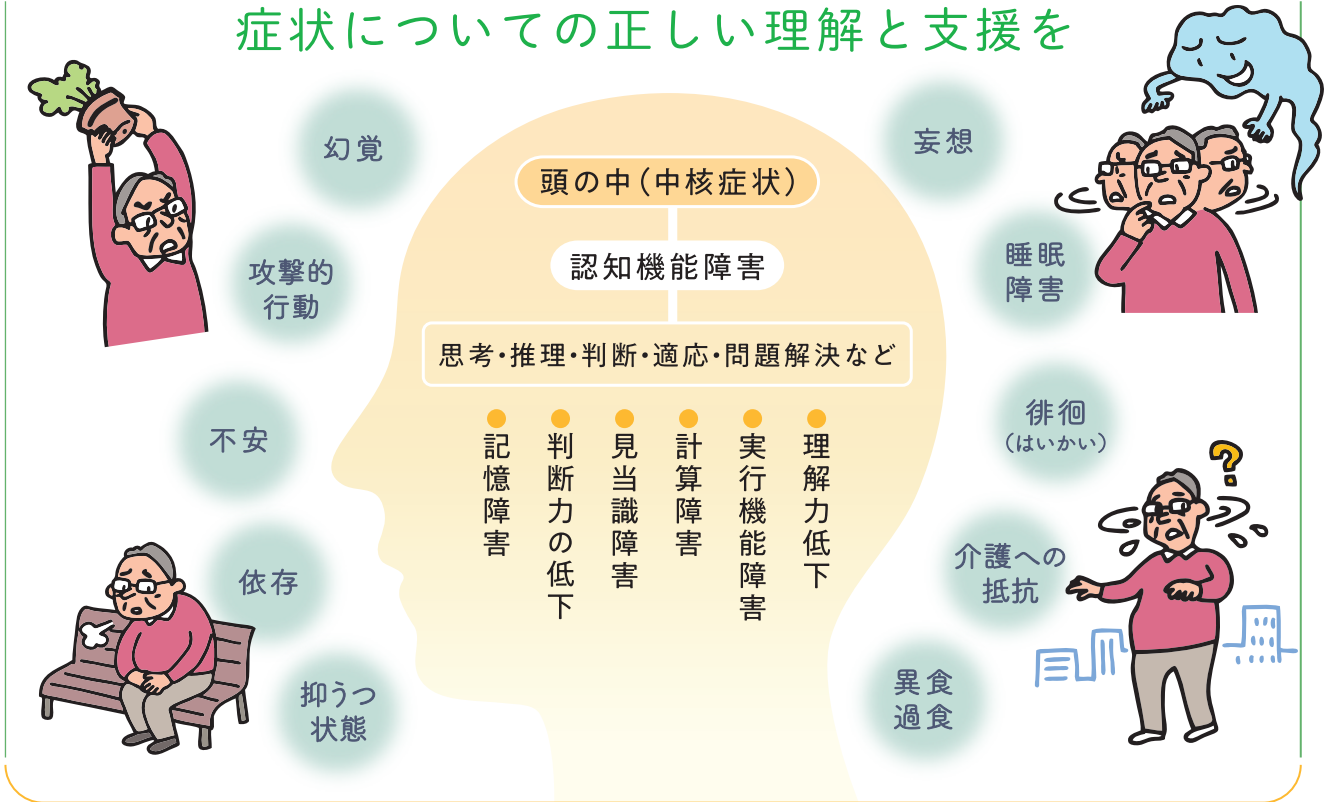 症状についての正しい理解と支援を
幻覚
攻撃的
行動
不安
依存
抑うつ
状態
頭の中(中核症状)
認知機能障害
思考・推理・判断・適応・問題解決など
記憶障害
判断力の低下
見当識障害
計算障害
実行機能障害
理解力低下
妄想
睡眠
障害
徘徊
(はいかい)
介護への
抵抗
異食
過食
?